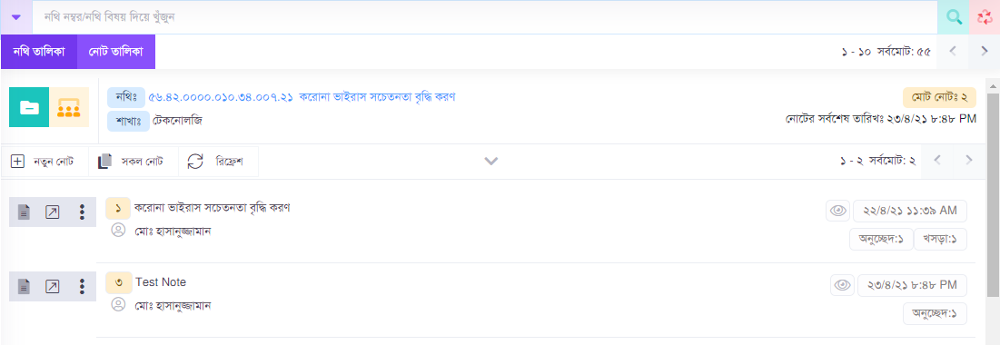 নথি নম্বর/নথি বিষয় দিয়ে খুঁজুন
নথি তালিকা নোট তালিকা ১ - ১০ সর্বমোট: ৫৫
নথিঃ ৫৬.৪২.০০০০.০১০.৩৪.০০৭.২১ করোনা ভাইরাস সচেতনতা বৃদ্ধি করণ মোট নোটঃ ২
শাখাঃ টেকনোলজি নোটের সর্বশেষ তারিখঃ ২৩/৪/২১ ৮:৪৮ PM
নতুন নোট সকল নোট রিফ্রেশ ১ - ২ সর্বমোট: ২
১ করোনা ভাইরাস সচেতনতা বৃদ্ধি করণ ২২/৪/২১ ১১:৩৯ AM
মোঃ হাসানুজ্জামান অনুচ্ছেদ:১ খসড়া:১
৩ Test Note ২৩/৪/২১ ৮:৪৮ PM
মোঃ হাসানুজ্জামান অনুচ্ছেদ:১